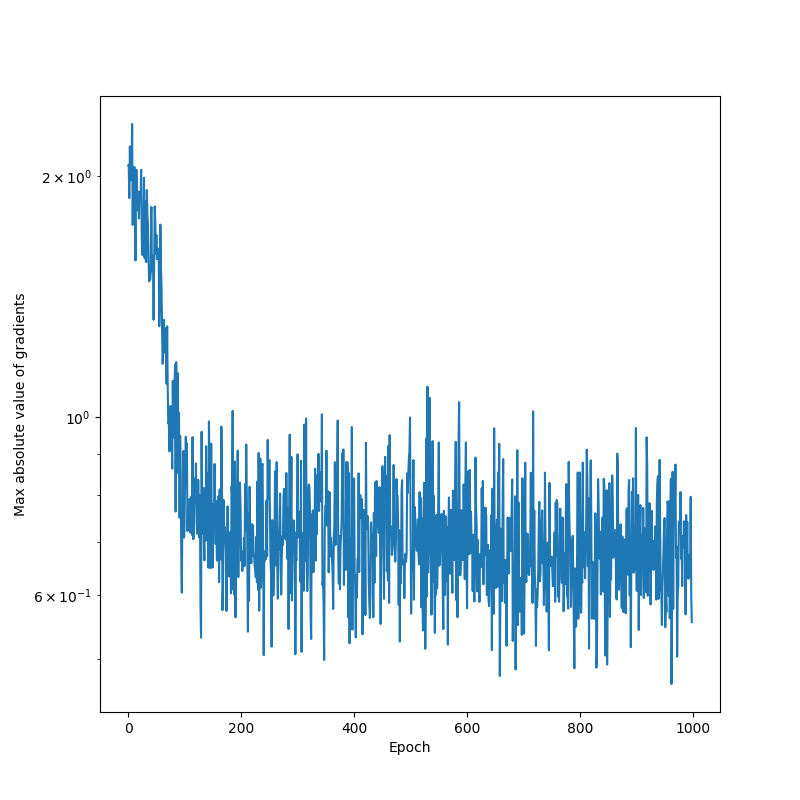 Max absolute value of gradients
2 × 10⁰
10⁰
6 × 10⁻¹
0 200 400 600 800 1000
Epoch